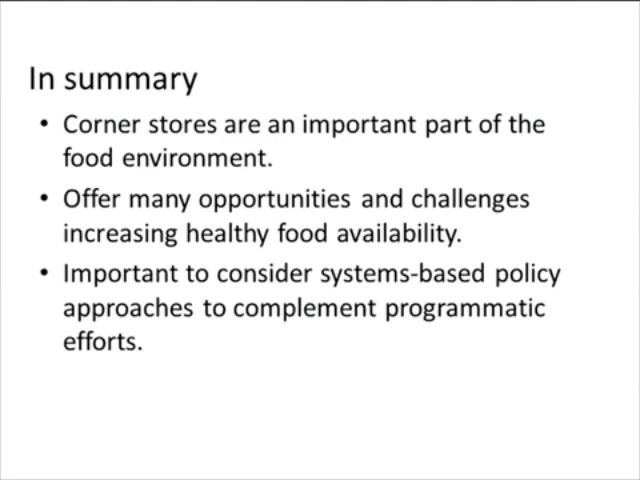 In summary
• Corner stores are an important part of the
food environment.
• Offer many opportunities and challenges
increasing healthy food availability.
• Important to consider systems-based policy
approaches to complement programmatic
efforts.